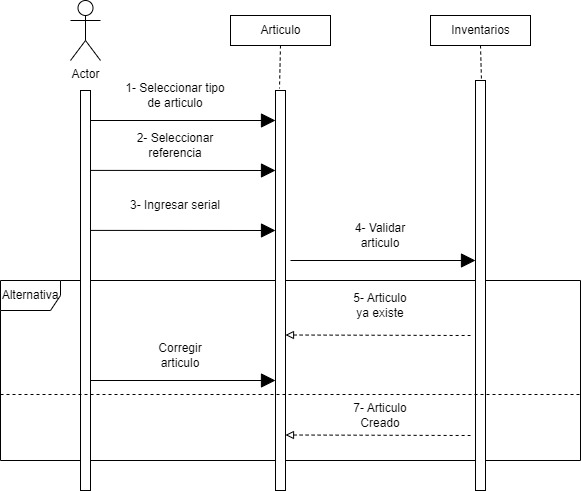 Articulo
Inventarios
Actor
1- Seleccionar tipo
de articulo
2- Seleccionar
referencia
3- Ingresar serial
4- Validar
articulo
Alternativa
5- Articulo
ya existe
Corregir
articulo
7- Articulo
Creado